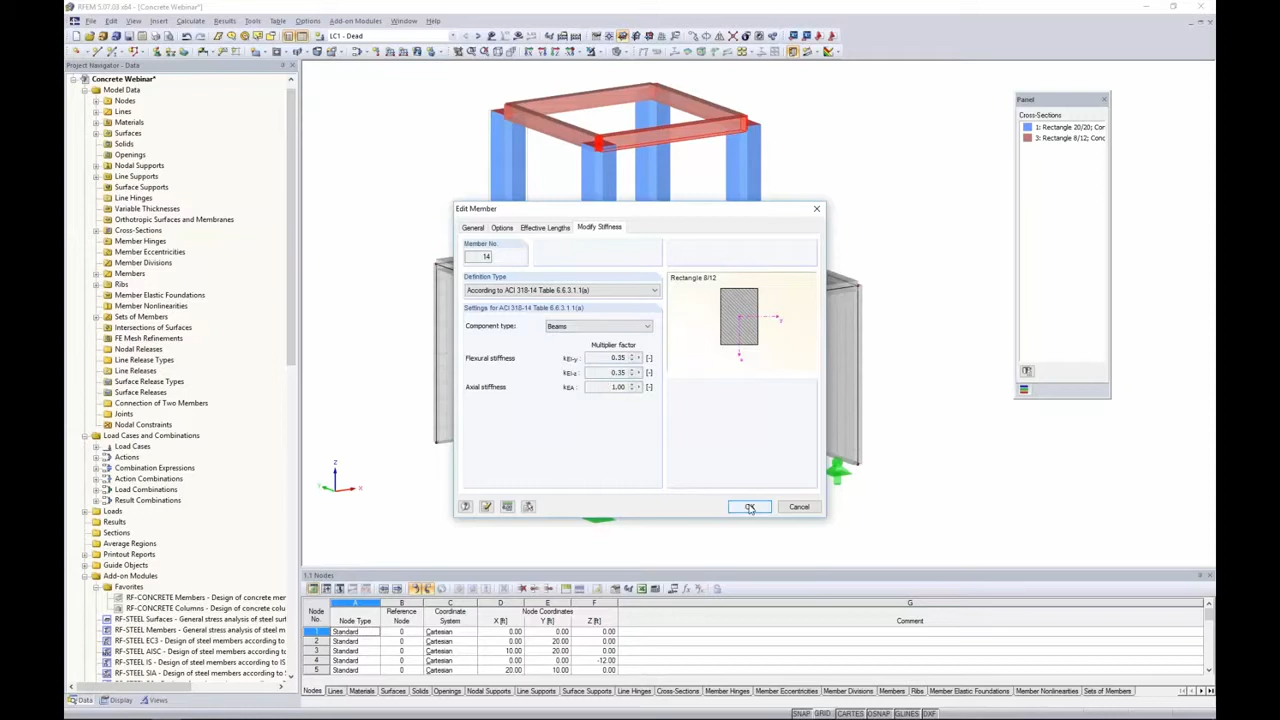 RFEM 5.07.03 x64 - [Concrete Webinar*]
File Edit View Insert Calculate Results Tools Table Options Add-on Modules Window Help
LC1 - Dead
Project Navigator - Data
Concrete Webinar*
Model Data
Nodes
Lines
Materials
Surfaces
Solids
Openings
Nodal Supports
Line Supports
Surface Supports
Line Hinges
Variable Thicknesses
Orthotropic Surfaces and Membranes
Cross-Sections
Member Hinges
Member Eccentricities
Member Divisions
Members
Ribs
Member Elastic Foundations
Member Nonlinearities
Sets of Members
Intersections of Surfaces
FE Mesh Refinements
Nodal Releases
Line Release Types
Line Releases
Surface Release Types
Surface Releases
Connection of Two Members
Joints
Nodal Constraints
Load Cases and Combinations
Load Cases
Actions
Combination Expressions
Action Combinations
Load Combinations
Result Combinations
Loads
Results
Sections
Average Regions
Printout Reports
Guide Objects
Add-on Modules
Favorites
RF-CONCRETE Members - Design of concrete mer
RF-CONCRETE Columns - Design of concrete colu
RF-STEEL Surfaces - General stress analysis of steel surf
RF-STEEL Members - General stress analysis of steel mem
RF-STEEL EC3 - Design of steel members according to
RF-STEEL AISC - Design of steel members according to
RF-STEEL IS - Design of steel members according to IS
RF-STEEL SIA - Design of steel members according to
Data Display Views
Panel
Cross-Sections
1: Rectangle 20/20; Cor
3: Rectangle 8/12; Conc
Edit Member
General Options Effective Lengths Modify Stiffness
Member No.
14
Definition Type
According to ACI 318-14 Table 6.6.3.1.1(a)
Settings for ACI 318-14 Table 6.6.3.1.1(a)
Component type: Beams
Multiplier factor
Flexural stiffness kEI-y: 0.35 [-]
kEI-z: 0.35 [-]
Axial stiffness kEA: 1.00 [-]
Rectangle 8/12
y
z
OK Cancel
Z
Y
X
1.1 Nodes
A B C D E F G
Node No. Node Type Reference Node Coordinate System Node Coordinates X [ft] Y [ft] Z [ft] Comment
1 Standard 0 Cartesian 0.00 0.00 0.00
2 Standard 0 Cartesian 0.00 20.00 0.00
3 Standard 0 Cartesian 10.00 20.00 0.00
4 Standard 0 Cartesian 0.00 0.00 -12.00
5 Standard 0 Cartesian 20.00 10.00 0.00
Nodes Lines Materials Surfaces Solids Openings Nodal Supports Line Supports Surface Supports Line Hinges Cross-Sections Member Hinges Member Eccentricities Member Divisions Members Ribs Member Elastic Foundations Member Nonlinearities Sets of Members
SNAP GRID CARTES OSNAP GLINES DXF